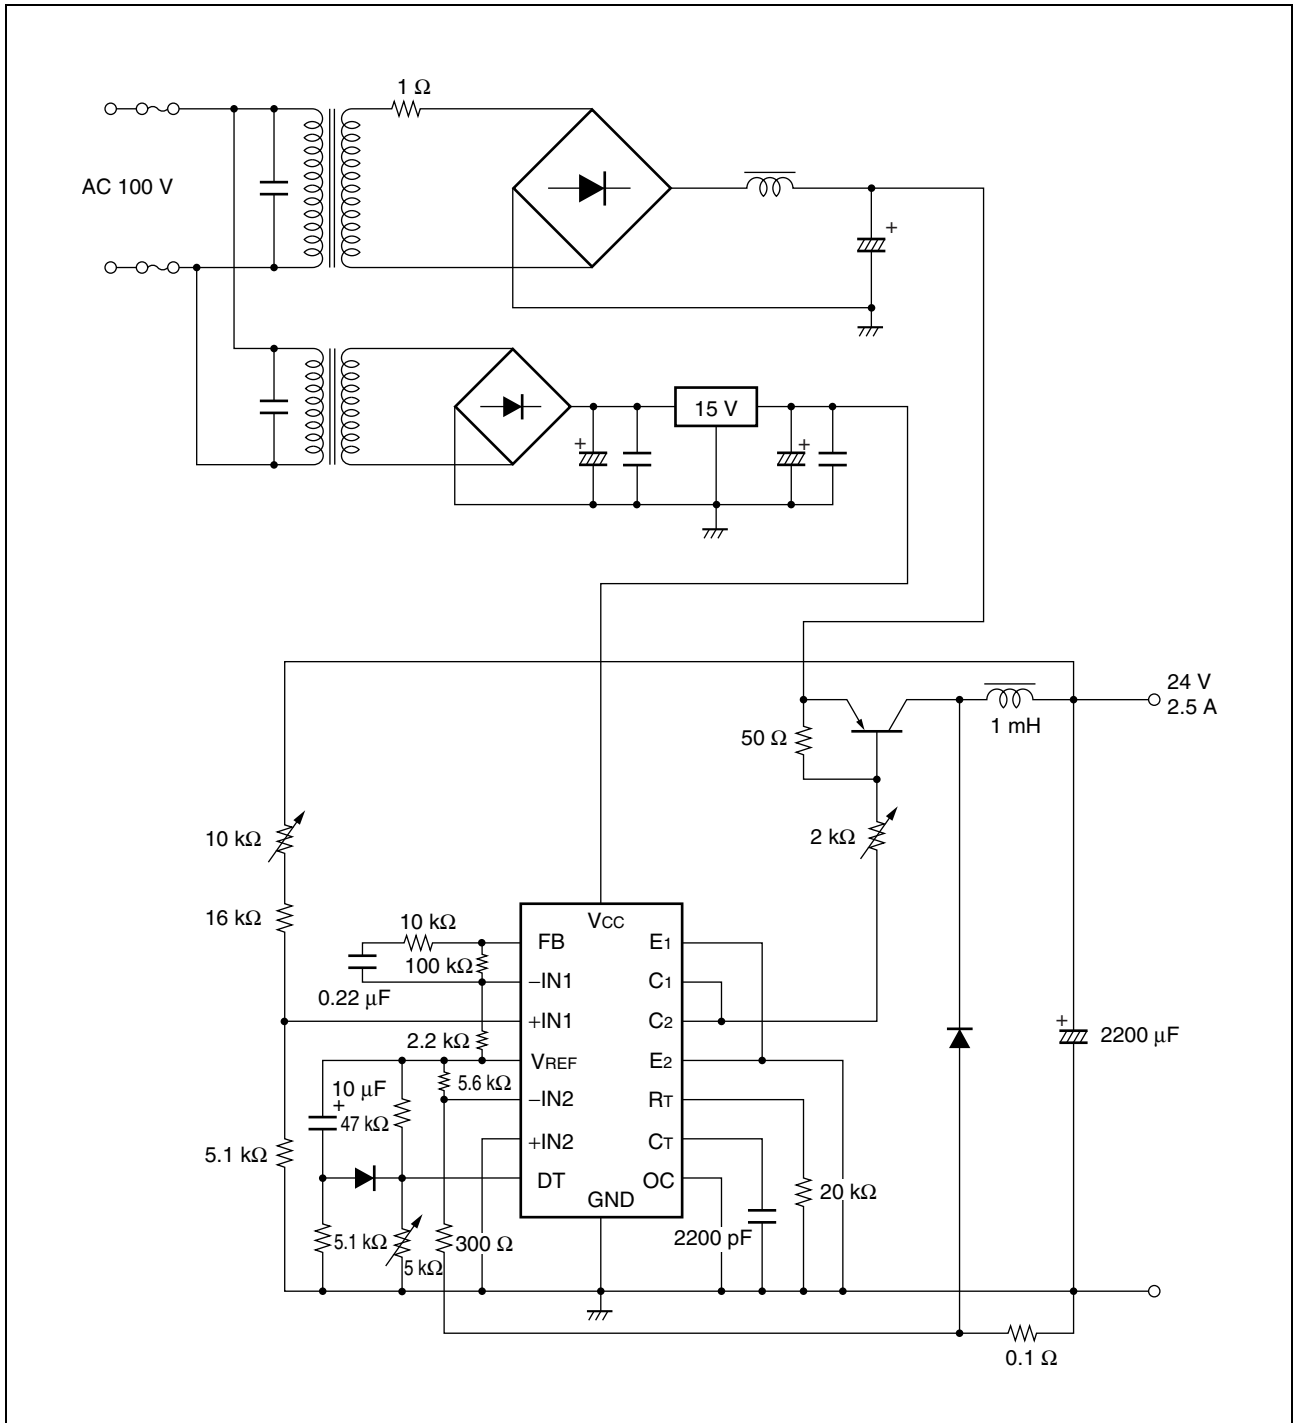 1 Ω
AC 100 V
+
15 V
+
+
24 V
2.5 A
1 mH
50 Ω
10 kΩ
2 kΩ
16 kΩ
VCC
10 kΩ
FB
E1
100 kΩ
−IN1
C1
0.22 μF
+IN1
C2
2.2 kΩ
+
2200 μF
VREF
E2
5.6 kΩ
10 μF
+
−IN2
RT
47 kΩ
+IN2
CT
5.1 kΩ
DT
OC
20 kΩ
GND
5.1 kΩ
300 Ω
2200 pF
5 kΩ
0.1 Ω